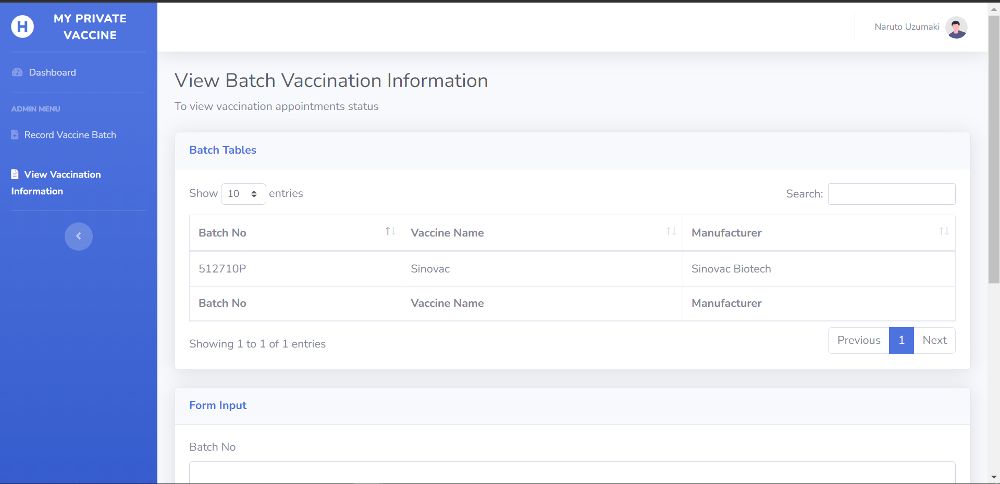 H
MY PRIVATE
VACCINE
Naruto Uzumaki
Dashboard
ADMIN MENU
Record Vaccine Batch
View Vaccination
Information
View Batch Vaccination Information
To view vaccination appointments status
Batch Tables
Show 10 entries
Search:
Batch No Vaccine Name Manufacturer
512710P Sinovac Sinovac Biotech
Batch No Vaccine Name Manufacturer
Showing 1 to 1 of 1 entries
Previous 1 Next
Form Input
Batch No